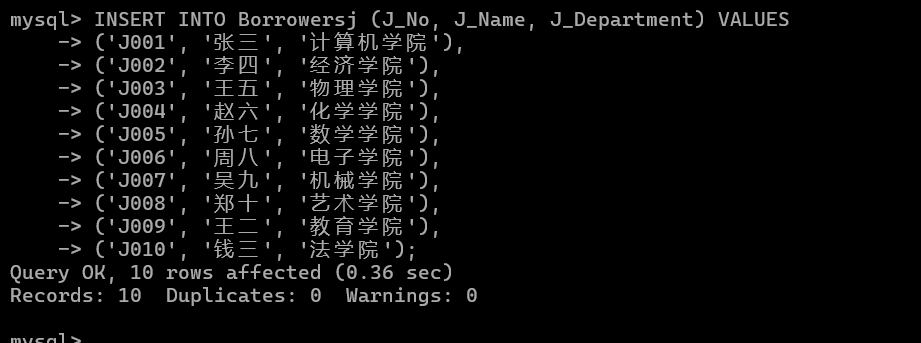 mysql> INSERT INTO Borrowersj (J_No, J_Name, J_Department) VALUES
    -> ('J001', '张三', '计算机学院'),
    -> ('J002', '李四', '经济学院'),
    -> ('J003', '王五', '物理学院'),
    -> ('J004', '赵六', '化学学院'),
    -> ('J005', '孙七', '数学学院'),
    -> ('J006', '周八', '电子学院'),
    -> ('J007', '吴九', '机械学院'),
    -> ('J008', '郑十', '艺术学院'),
    -> ('J009', '王二', '教育学院'),
    -> ('J010', '钱三', '法学院');
Query OK, 10 rows affected (0.36 sec)
Records: 10  Duplicates: 0  Warnings: 0
mysql>